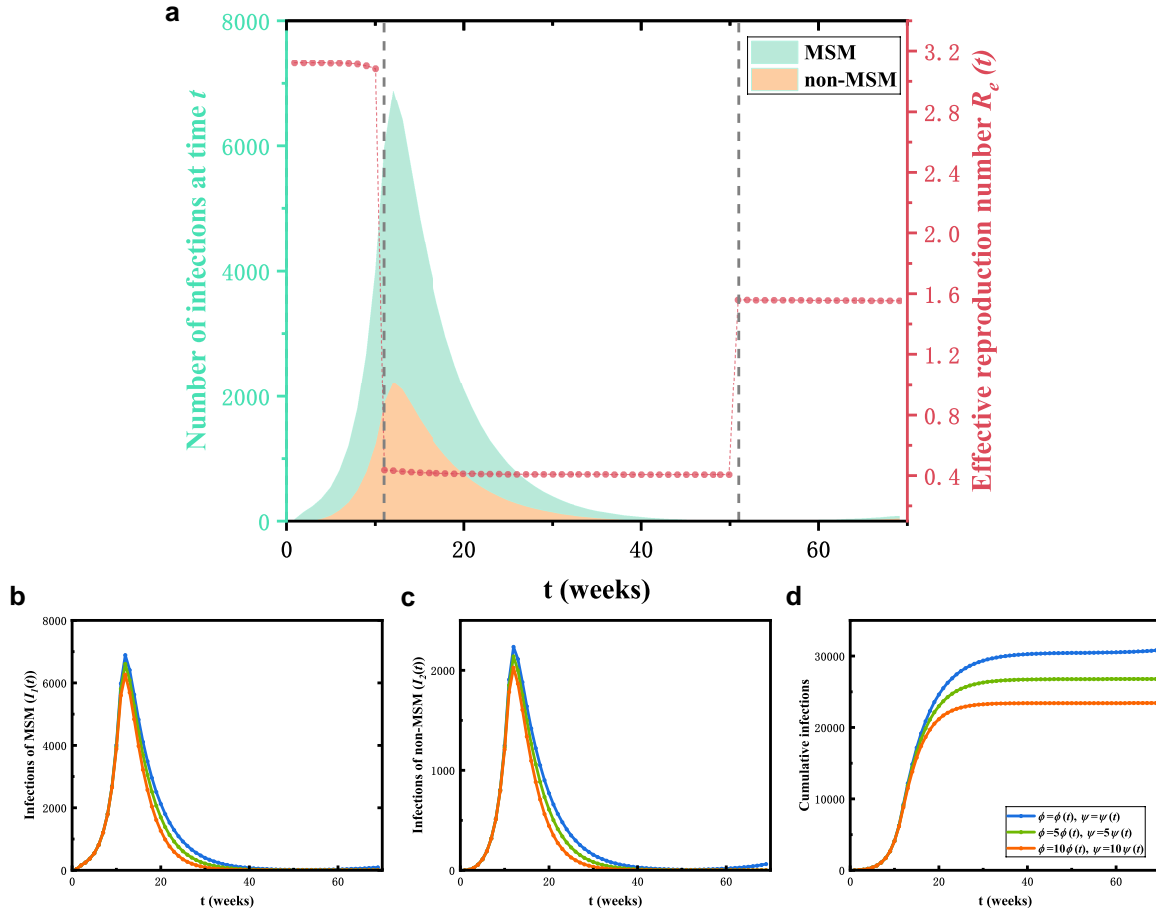 a
Number of infections at time t
8000
6000
4000
2000
0
MSM
non-MSM
3.2
2.8
2.4
2.0
1.6
1.2
0.8
0.4
Effective reproduction number Re (t)
0 20 40 60
t (weeks)
b
Infections of MSM (I1(t))
8000
6000
4000
2000
0
0 20 40 60
t (weeks)
c
Infections of non-MSM (I2(t))
2000
1000
0
0 20 40 60
t (weeks)
d
Cumulative infections
30000
20000
10000
0
ϕ=ϕ(t), ψ=ψ(t)
ϕ=5ϕ(t), ψ=5ψ(t)
ϕ=10ϕ(t), ψ=10ψ(t)
0 20 40 60
t (weeks)